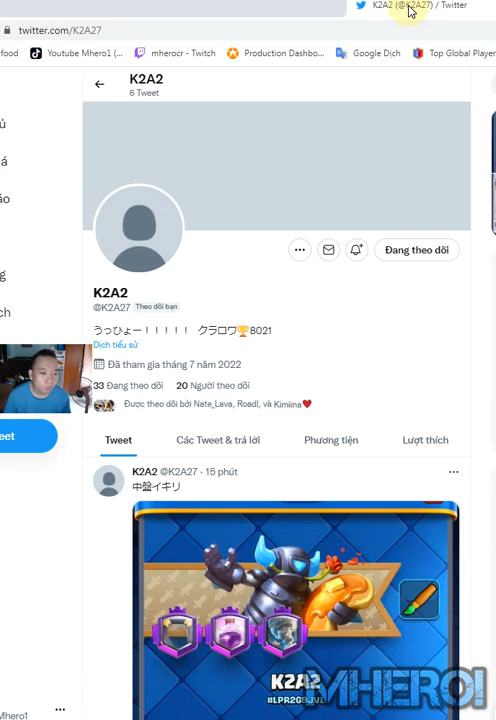 K2A2 (@K2A27) / Twitter
twitter.com/K2A27
food
Youtube Mhero1 (...
mherocr - Twitch
Production Dashbo...
Google Dịch
Top Global Player
K2A2
6 Tweet
Đang theo dõi
K2A2
@K2A27 Theo dõi bạn
うっひょー！！！！！ クラロワ🏆8021
Dịch tiểu sử
Đã tham gia tháng 7 năm 2022
33 Đang theo dõi 20 Người theo dõi
Được theo dõi bởi Nate_Lava, Roadl, và Kimiina❤️
eet
Tweet
Các Tweet & trả lời
Phương tiện
Lượt thích
K2A2 @K2A27 · 15 phút
中盤イキリ
K2A2
#LPR2G9JVL
MHERO1
Mhero1